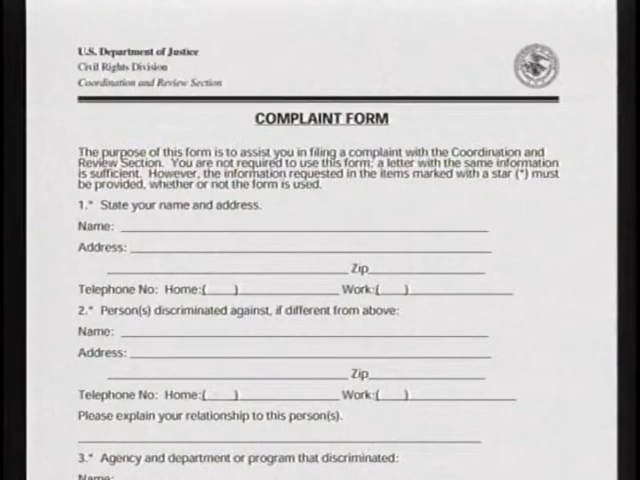 U.S. Department of Justice
Civil Rights Division
Coordination and Review Section
COMPLAINT FORM
The purpose of this form is to assist you in filing a complaint with the Coordination and
Review Section. You are not required to use this form; a letter with the same information
is sufficient. However, the information requested in the items marked with a star (*) must
be provided, whether or not the form is used.
1.* State your name and address.
Name:
Address:
Zip
Telephone No: Home:( ) Work:( )
2.* Person(s) discriminated against, if different from above:
Name:
Address:
Zip
Telephone No: Home:( ) Work:( )
Please explain your relationship to this person(s).
3.* Agency and department or program that discriminated:
Name: